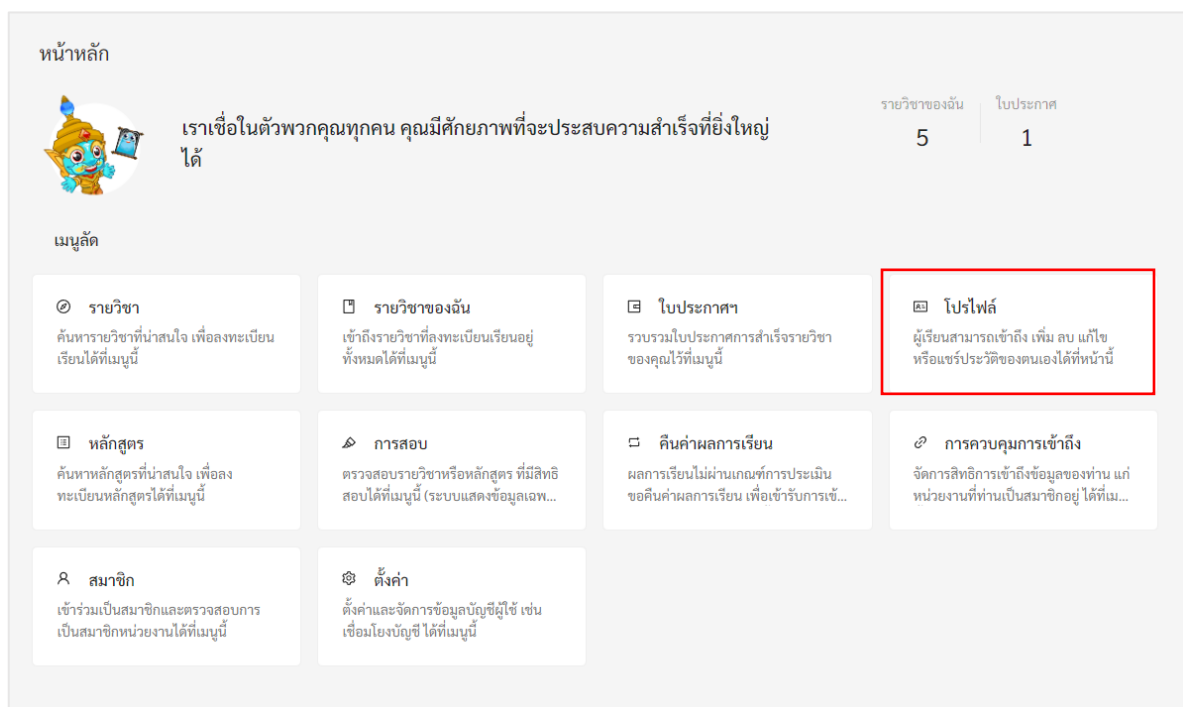 หน้าหลัก
รายวิชาของฉัน
ใบประกาศ
เราเชื่อในตัวพวกคุณทุกคน คุณมีศักยภาพที่จะประสบความสำเร็จที่ยิ่งใหญ่
ได้
5
1
เมนูลัด
รายวิชา
ค้นหารายวิชาที่น่าสนใจ เพื่อลงทะเบียน
เรียนได้ที่เมนูนี้
รายวิชาของฉัน
เข้าถึงรายวิชาที่ลงทะเบียนเรียนอยู่
ทั้งหมดได้ที่เมนูนี้
ใบประกาศฯ
รวบรวมใบประกาศการสำเร็จรายวิชา
ของคุณไว้ที่เมนูนี้
โปรไฟล์
ผู้เรียนสามารถเข้าถึง เพิ่ม ลบ แก้ไข
หรือแชร์ประวัติของตนเองได้ที่หน้านี้
หลักสูตร
ค้นหาหลักสูตรที่น่าสนใจ เพื่อลง
ทะเบียนหลักสูตรได้ที่เมนูนี้
การสอบ
ตรวจสอบรายวิชาหรือหลักสูตร ที่มีสิทธิ
สอบได้ที่เมนูนี้ (ระบบแสดงข้อมูลเฉพ...
คืนค่าผลการเรียน
ผลการเรียนไม่ผ่านเกณฑ์การประเมิน
ขอคืนค่าผลการเรียน เพื่อเข้ารับการเข้...
การควบคุมการเข้าถึง
จัดการสิทธิการเข้าถึงข้อมูลของท่าน แก่
หน่วยงานที่ท่านเป็นสมาชิกอยู่ ได้ที่เม...
สมาชิก
เข้าร่วมเป็นสมาชิกและตรวจสอบการ
เป็นสมาชิกหน่วยงานได้ที่เมนูนี้
ตั้งค่า
ตั้งค่าและจัดการข้อมูลบัญชีผู้ใช้ เช่น
เชื่อมโยงบัญชี ได้ที่เมนูนี้